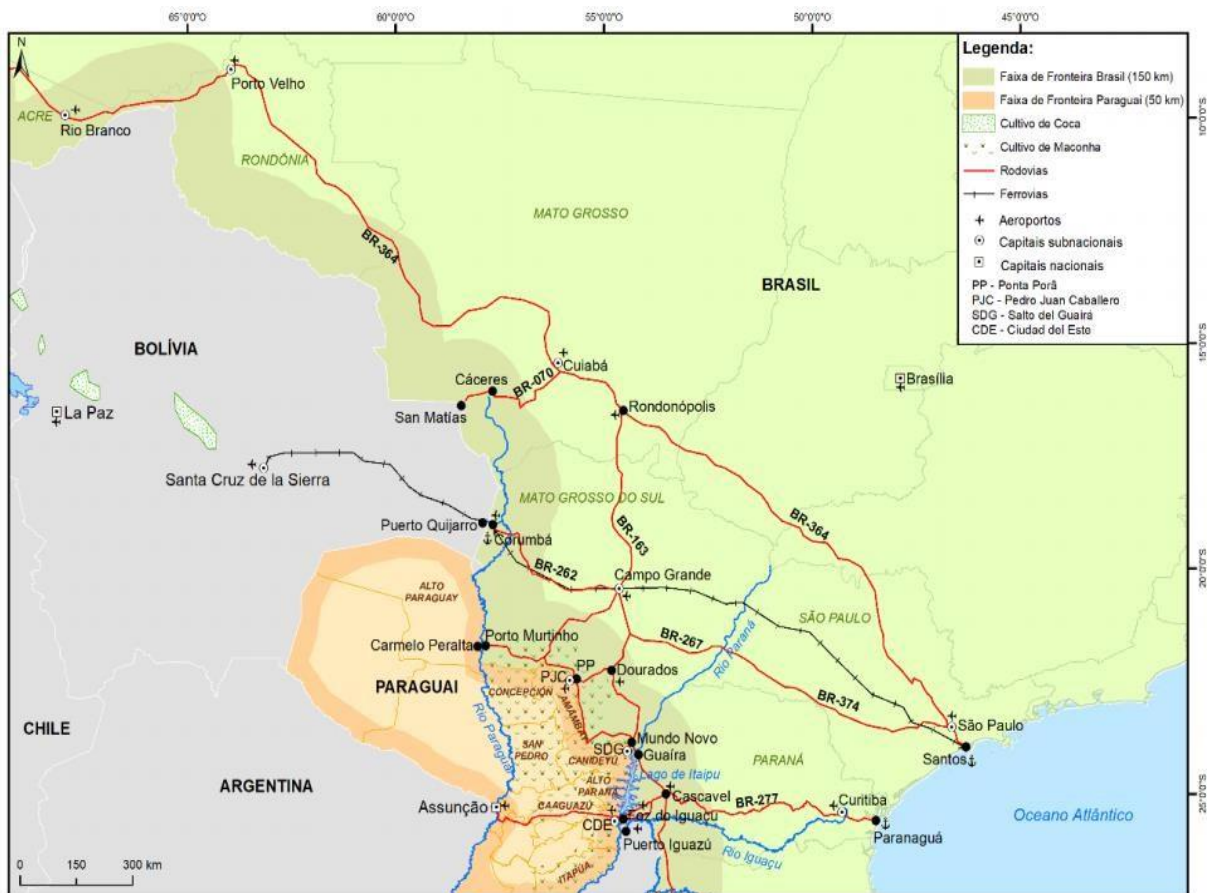 65°0'0"O 60°0'0"O 55°0'0"O 50°0'0"O 45°0'0"O
N
Legenda:
Faixa de Fronteira Brasil (150 km)
Faixa de Fronteira Paraguai (50 km)
Cultivo de Coca
Cultivo de Maconha
Rodovias
Ferrovias
Aeroportos
Capitais subnacionais
Capitais nacionais
PP - Ponta Porã
PJC - Pedro Juan Caballero
SDG - Salto del Guairá
CDE - Ciudad del Esto
Porto Velho
ACRE
Rio Branco
10°0'0"S
RONDÔNIA
MATO GROSSO
BR-364
BRASIL
BOLÍVIA
15°0'0"S
Cuiabá
Cáceres
BR-070
Brasília
La Paz
San Matías
Rondonópolis
Santa Cruz de la Sierra
MATO GROSSO DO SUL
Puerto Quijarro
Corumbá
BR-163
BR-364
BR-262
Campo Grande
20°0'0"S
ALTO
PARAGUAY
SÃO PAULO
Rio Paraná
Carmelo Peralta
Porto Murtinho
BR-267
PP
PJC
Dourados
PARAGUAI
CONCEPCIÓN
AMAMBAY
BR-374
CHILE
Rio Paraguai
São Paulo
SAN
PEDRO
Mundo Novo
SDG
Guaíra
CANIDEYÚ
Santos
PARANÁ
Lago de Itaipu
ALTO
PARANÁ
ARGENTINA
Cascavel
BR-277
25°0'0"S
Assunção
CAAGUAZÚ
Curitiba
Foz do Iguaçu
CDE
Paranaguá
Oceano Atlântico
Puerto Iguazú
Rio Iguaçu
ITAPÚA
0 150 300 km